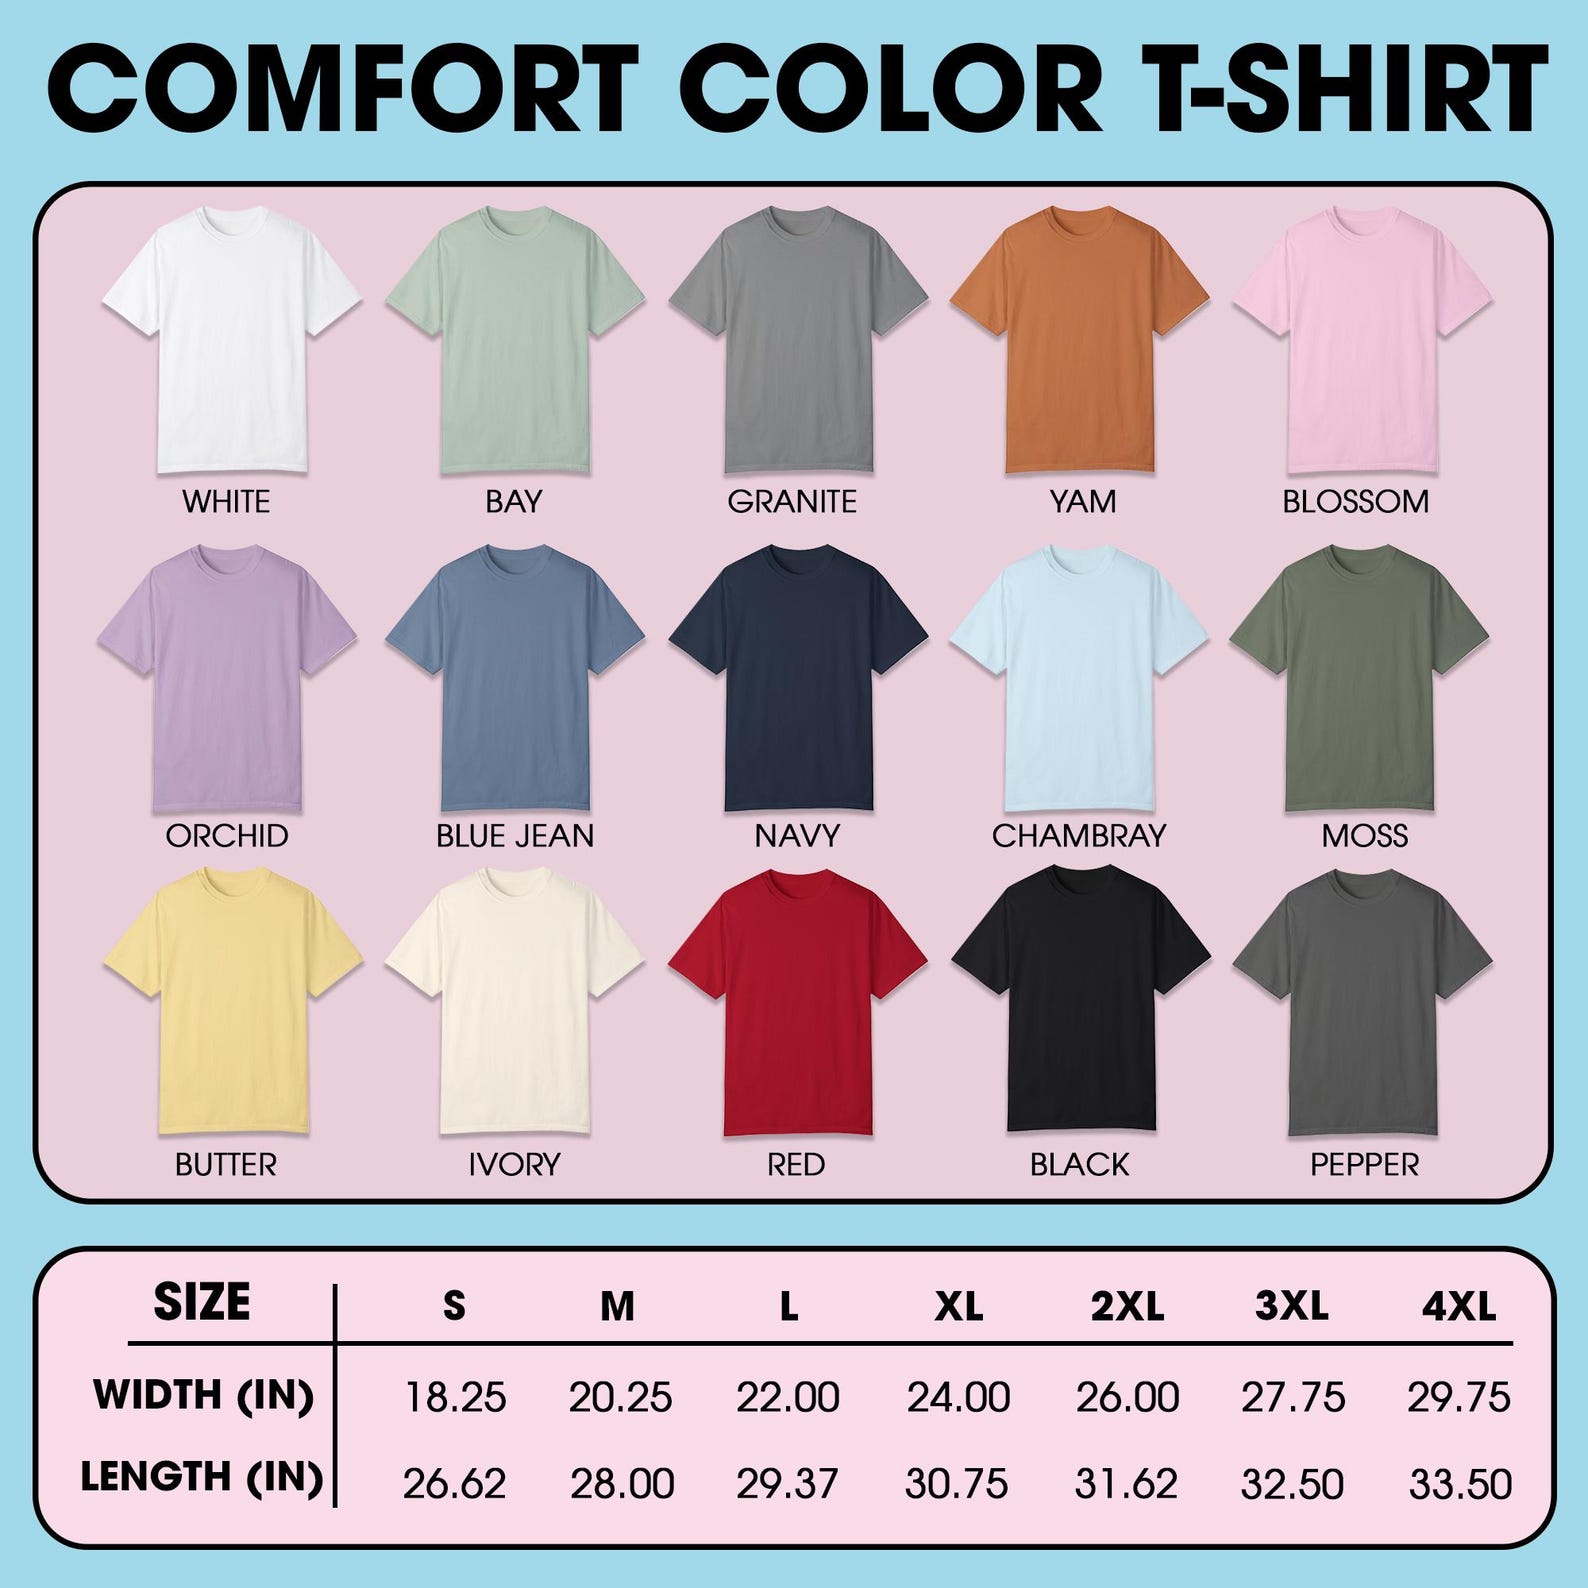 COMFORT COLOR T-SHIRT
WHITE BAY GRANITE YAM BLOSSOM
ORCHID BLUE JEAN NAVY CHAMBRAY MOSS
BUTTER IVORY RED BLACK PEPPER
SIZE S M L XL 2XL 3XL 4XL
WIDTH (IN) 18.25 20.25 22.00 24.00 26.00 27.75 29.75
LENGTH (IN) 26.62 28.00 29.37 30.75 31.62 32.50 33.50